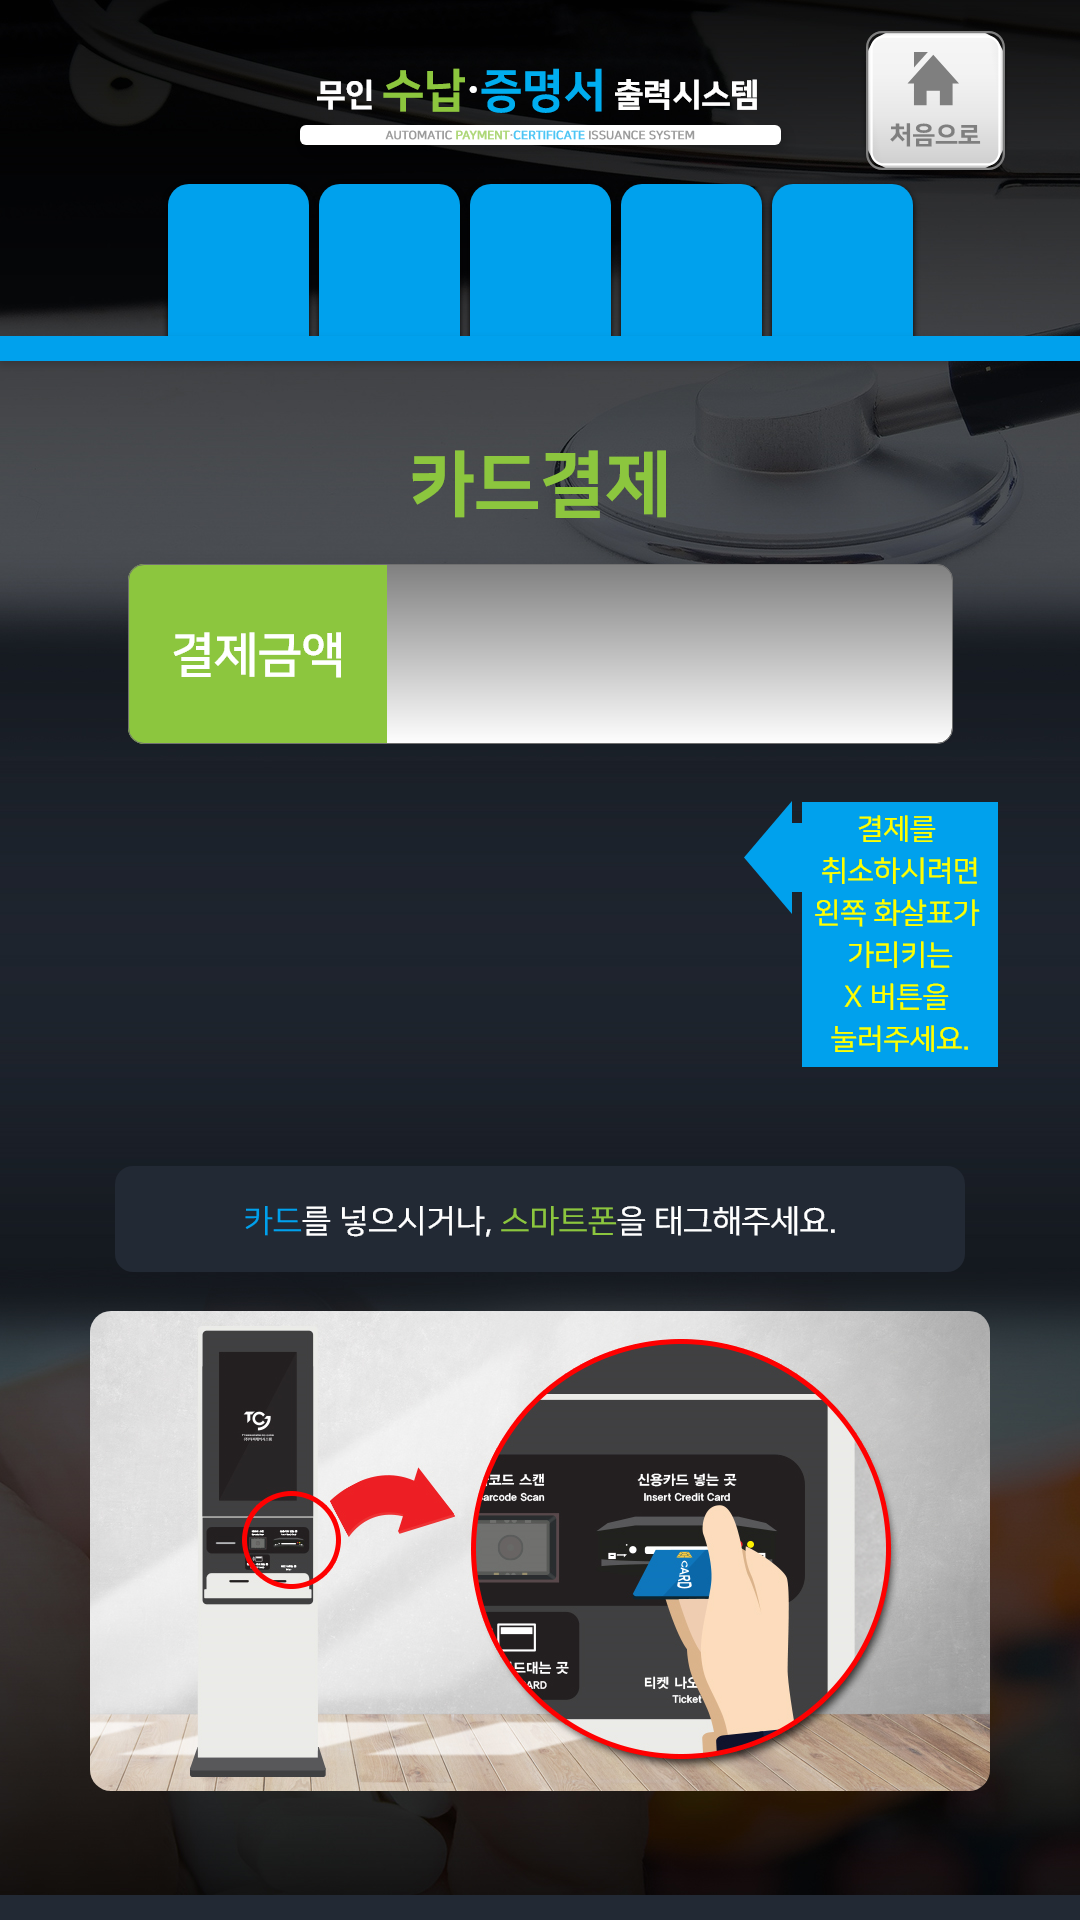 무인 수납·증명서 출력시스템
AUTOMATIC PAYMENT·CERTIFICATE ISSUANCE SYSTEM
처음으로
카드결제
결제금액
결제를
취소하시려면
왼쪽 화살표가
가리키는
X 버튼을
눌러주세요.
카드를 넣으시거나, 스마트폰을 태그해주세요.
TCJ
코드 스캔
arcode Scan
신용카드 넣는 곳
Insert Credit Card
CARD
드대는 곳
ARD
티켓 나오
Ticket